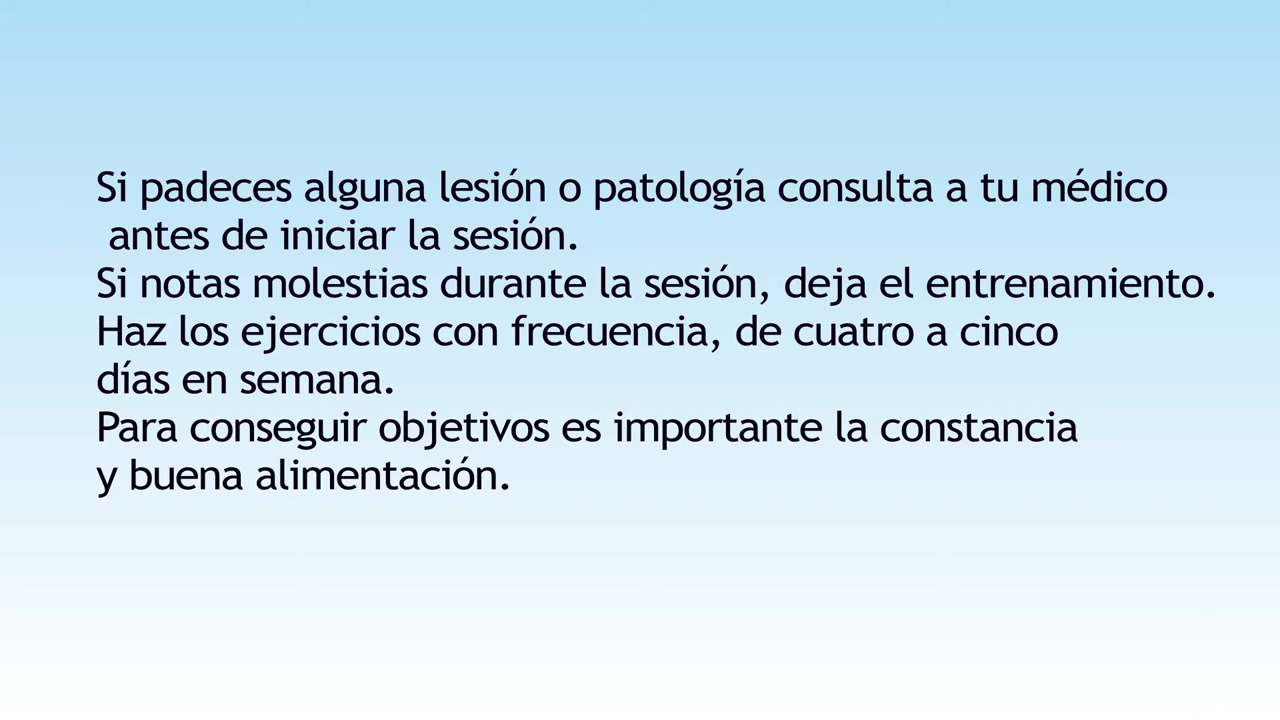 Si padeces alguna lesión o patología consulta a tu médico
antes de iniciar la sesión.
Si notas molestias durante la sesión, deja el entrenamiento.
Haz los ejercicios con frecuencia, de cuatro a cinco
días en semana.
Para conseguir objetivos es importante la constancia
y buena alimentación.